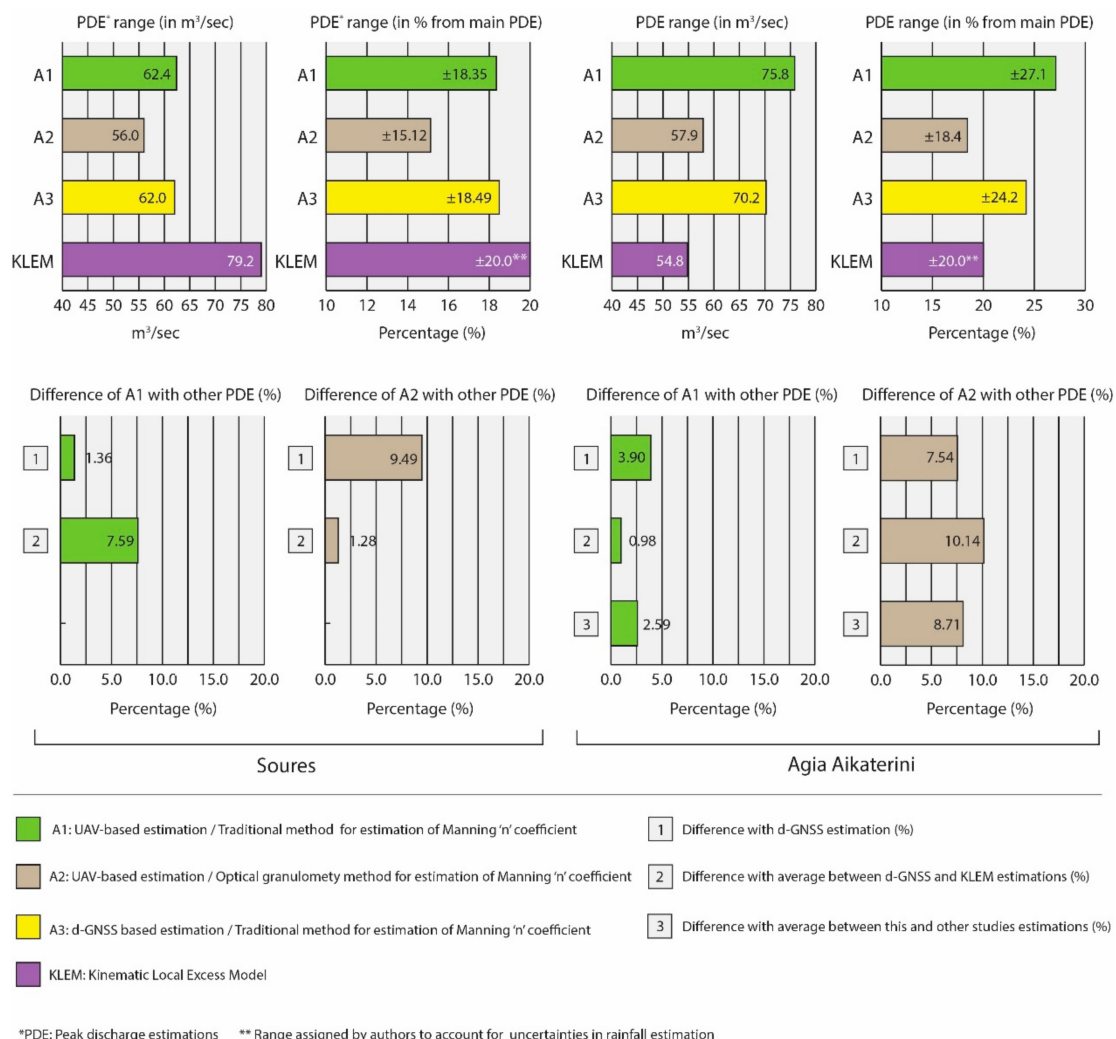 PDE* range (in m³/sec)
PDE* range (in % from main PDE)
PDE range (in m³/sec)
PDE range (in % from main PDE)
A1
62.4
A2
56.0
A3
62.0
KLEM
79.2
40 45 50 55 60 65 70 75 80
m³/sec
A1
±18.35
A2
±15.12
A3
±18.49
KLEM
±20.0**
10 12 14 16 18 20
Percentage (%)
A1
75.8
A2
57.9
A3
70.2
KLEM
54.8
40 45 50 55 60 65 70 75 80
m³/sec
A1
±27.1
A2
±18.4
A3
±24.2
KLEM
±20.0**
10 15 20 25 30
Percentage (%)
Difference of A1 with other PDE (%)
Difference of A2 with other PDE (%)
Difference of A1 with other PDE (%)
Difference of A2 with other PDE (%)
1
1.36
2
7.59
0.0 5.0 10.0 15.0 20.0
Percentage (%)
1
9.49
2
1.28
0.0 5.0 10.0 15.0 20.0
Percentage (%)
1
3.90
2
0.98
3
2.59
0.0 5.0 10.0 15.0 20.0
Percentage (%)
1
7.54
2
10.14
3
8.71
0.0 5.0 10.0 15.0 20.0
Percentage (%)
Soures
Agia Aikaterini
A1: UAV-based estimation / Traditional method for estimation of Manning 'n' coefficient
A2: UAV-based estimation / Optical granulomety method for estimation of Manning 'n' coefficient
A3: d-GNSS based estimation / Traditional method for estimation of Manning 'n' coefficient
KLEM: Kinematic Local Excess Model
1 Difference with d-GNSS estimation (%)
2 Difference with average between d-GNSS and KLEM estimations (%)
3 Difference with average between this and other studies estimations (%)
*PDE: Peak discharge estimations ** Range assigned by authors to account for uncertainties in rainfall estimation